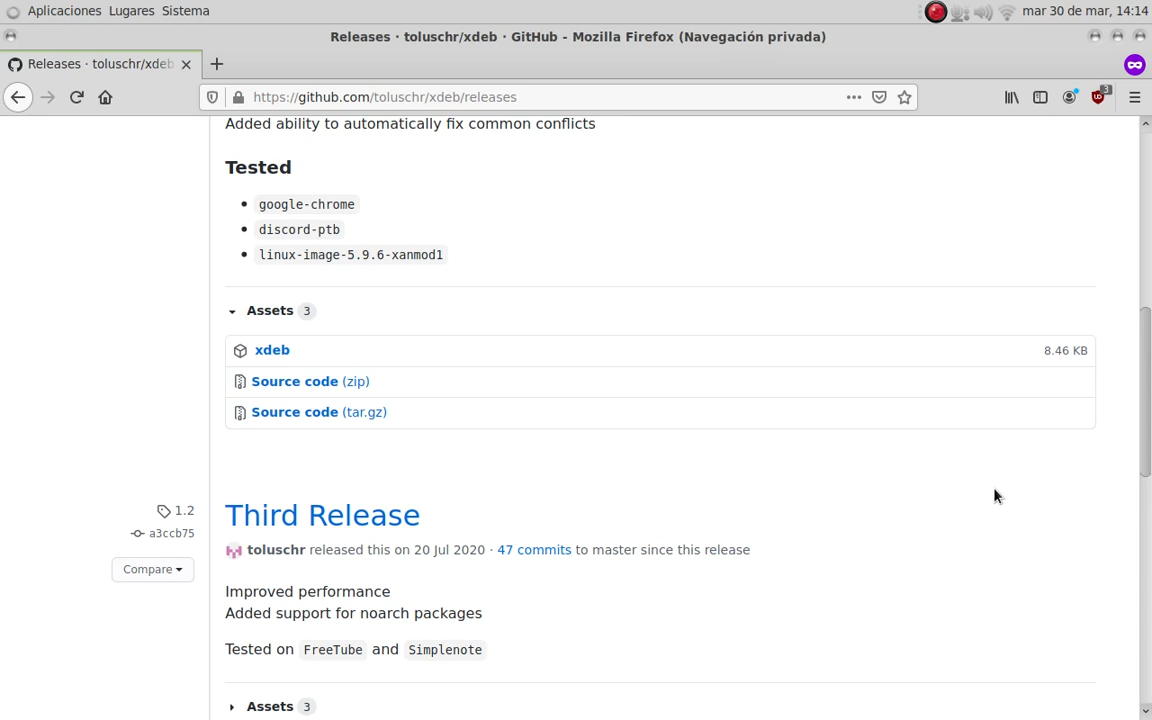 Aplicaciones Lugares Sistema mar 30 de mar, 14:14
Releases · toluschr/xdeb · GitHub - Mozilla Firefox (Navegación privada)
Releases · toluschr/xdeb
https://github.com/toluschr/xdeb/releases 3
Added ability to automatically fix common conflicts
Tested
google-chrome
discord-ptb
linux-image-5.9.6-xanmod1
Assets 3
xdeb 8.46 KB
Source code (zip)
Source code (tar.gz)
1.2
a3ccb75
Compare
Third Release
toluschr released this on 20 Jul 2020 · 47 commits to master since this release
Improved performance
Added support for noarch packages
Tested on FreeTube and Simplenote
Assets 3